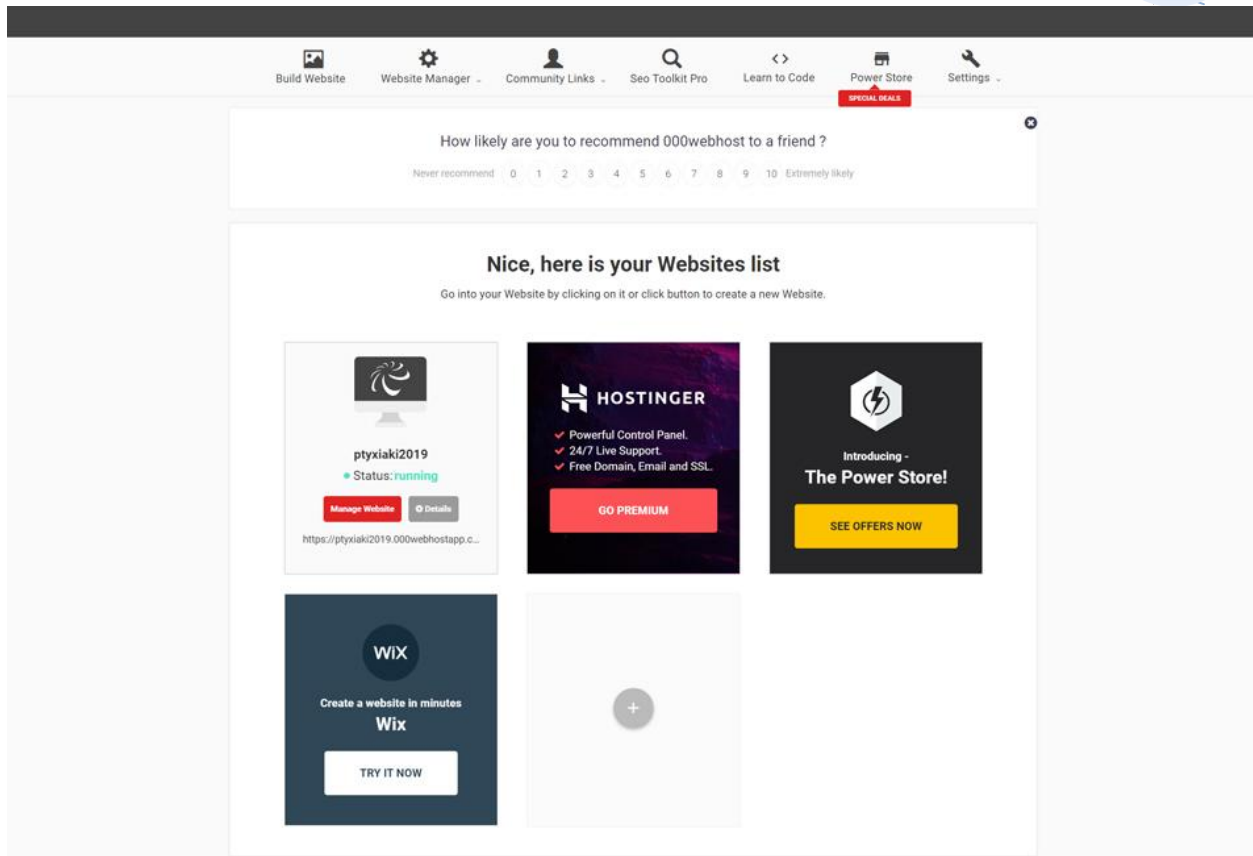 Build Website
Website Manager
Community Links
Seo Toolkit Pro
Learn to Code
Power Store
Settings
SPECIAL DEALS
How likely are you to recommend 000webhost to a friend ?
Never recommend 0 1 2 3 4 5 6 7 8 9 10 Extremely likely
Nice, here is your Websites list
Go into your Website by clicking on it or click button to create a new Website.
ptyxiaki2019
Status:running
Manage Website
Details
https://ptyxiaki2019.000webhostapp.c...
HOSTINGER
Powerful Control Panel.
24/7 Live Support.
Free Domain, Email and SSL.
GO PREMIUM
Introducing -
The Power Store!
SEE OFFERS NOW
WiX
Create a website in minutes
Wix
TRY IT NOW
+